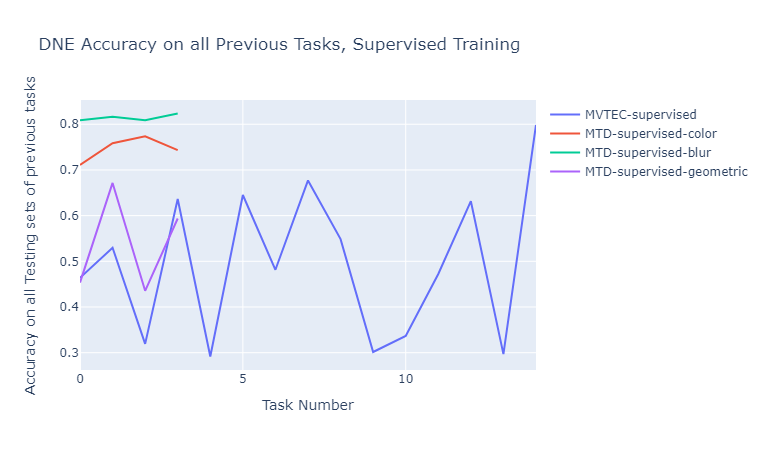 DNE Accuracy on all Previous Tasks, Supervised Training
Accuracy on all Testing sets of previous tasks
0.8
0.7
0.6
0.5
0.4
0.3
0
5
10
Task Number
MVTEC-supervised
MTD-supervised-color
MTD-supervised-blur
MTD-supervised-geometric